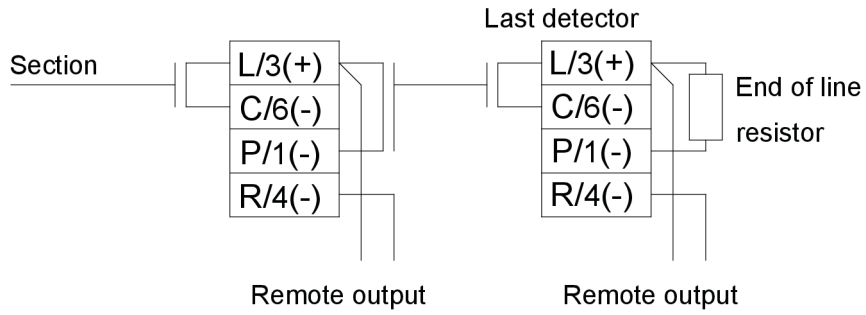 Last detector
Section
L/3(+)
C/6(-)
P/1(-)
R/4(-)
L/3(+)
C/6(-)
P/1(-)
R/4(-)
End of line
resistor
Remote output
Remote output